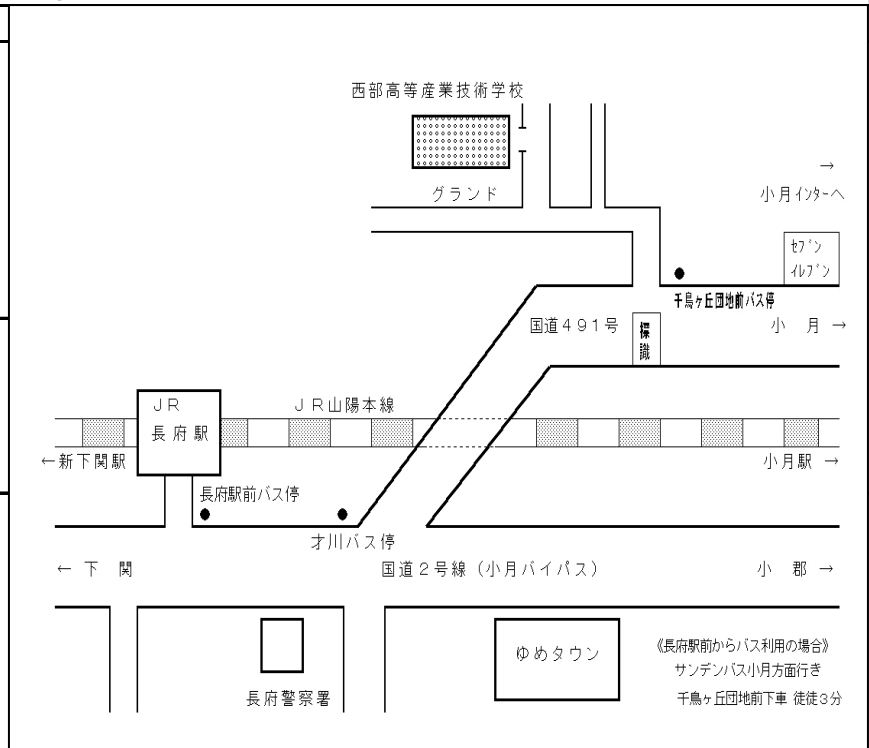 西部高等産業技術学校
グランド
→
小月インターへ
セブン
イレブン
千鳥ヶ丘団地前バス停
国道４９１号
標
識
小　月 →
ＪＲ
長府駅
ＪＲ山陽本線
←新下関駅
小月駅 →
長府駅前バス停
才川バス停
← 下　関
国道２号線（小月バイパス）
小　郡 →
長府警察署
ゆめタウン
《長府駅前からバス利用の場合》
サンデンバス小月方面行き
千鳥ヶ丘団地前下車 徒徒３分